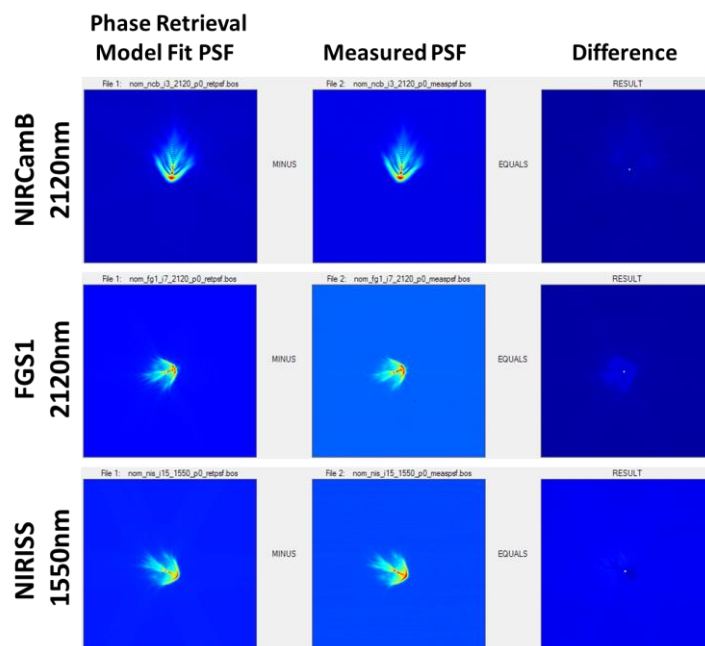 Phase Retrieval
Model Fit PSF
Measured PSF
Difference
NIRCamB
2120nm
File 1: nom_ncb_i3_2120_p0_retpsf.bos
File 2: nom_ncb_i3_2120_p0_measpsf.bos
RESULT
MINUS
EQUALS
FGS1
2120nm
File 1: nom_fg1_i7_2120_p0_retpsf.bos
File 2: nom_fg1_i7_2120_p0_measpsf.bos
RESULT
MINUS
EQUALS
NIRISS
1550nm
File 1: nom_nis_i15_1550_p0_retpsf.bos
File 2: nom_nis_i15_1550_p0_measpsf.bos
RESULT
MINUS
EQUALS